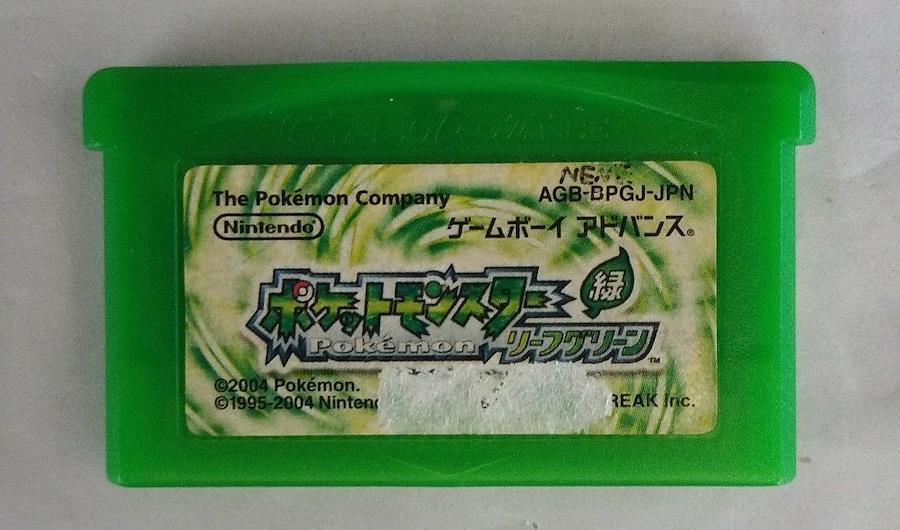 The Pokémon Company
AGB-BPGJ-JPN
Nintendo®
ゲームボーイ アドバンス®
ポケットモンスター 緑
Pokémon リーフグリーン™
©2004 Pokémon.
©1995-2004 Ninten
REAK Inc.